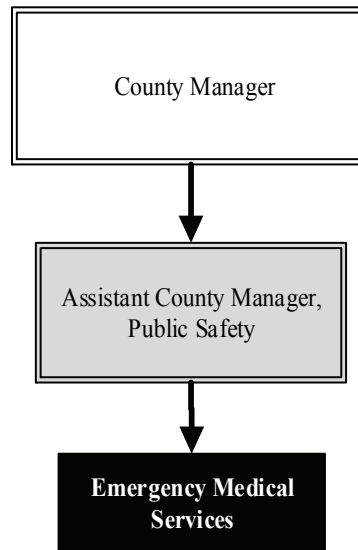 County Manager
Assistant County Manager,
Public Safety
Emergency Medical
Services